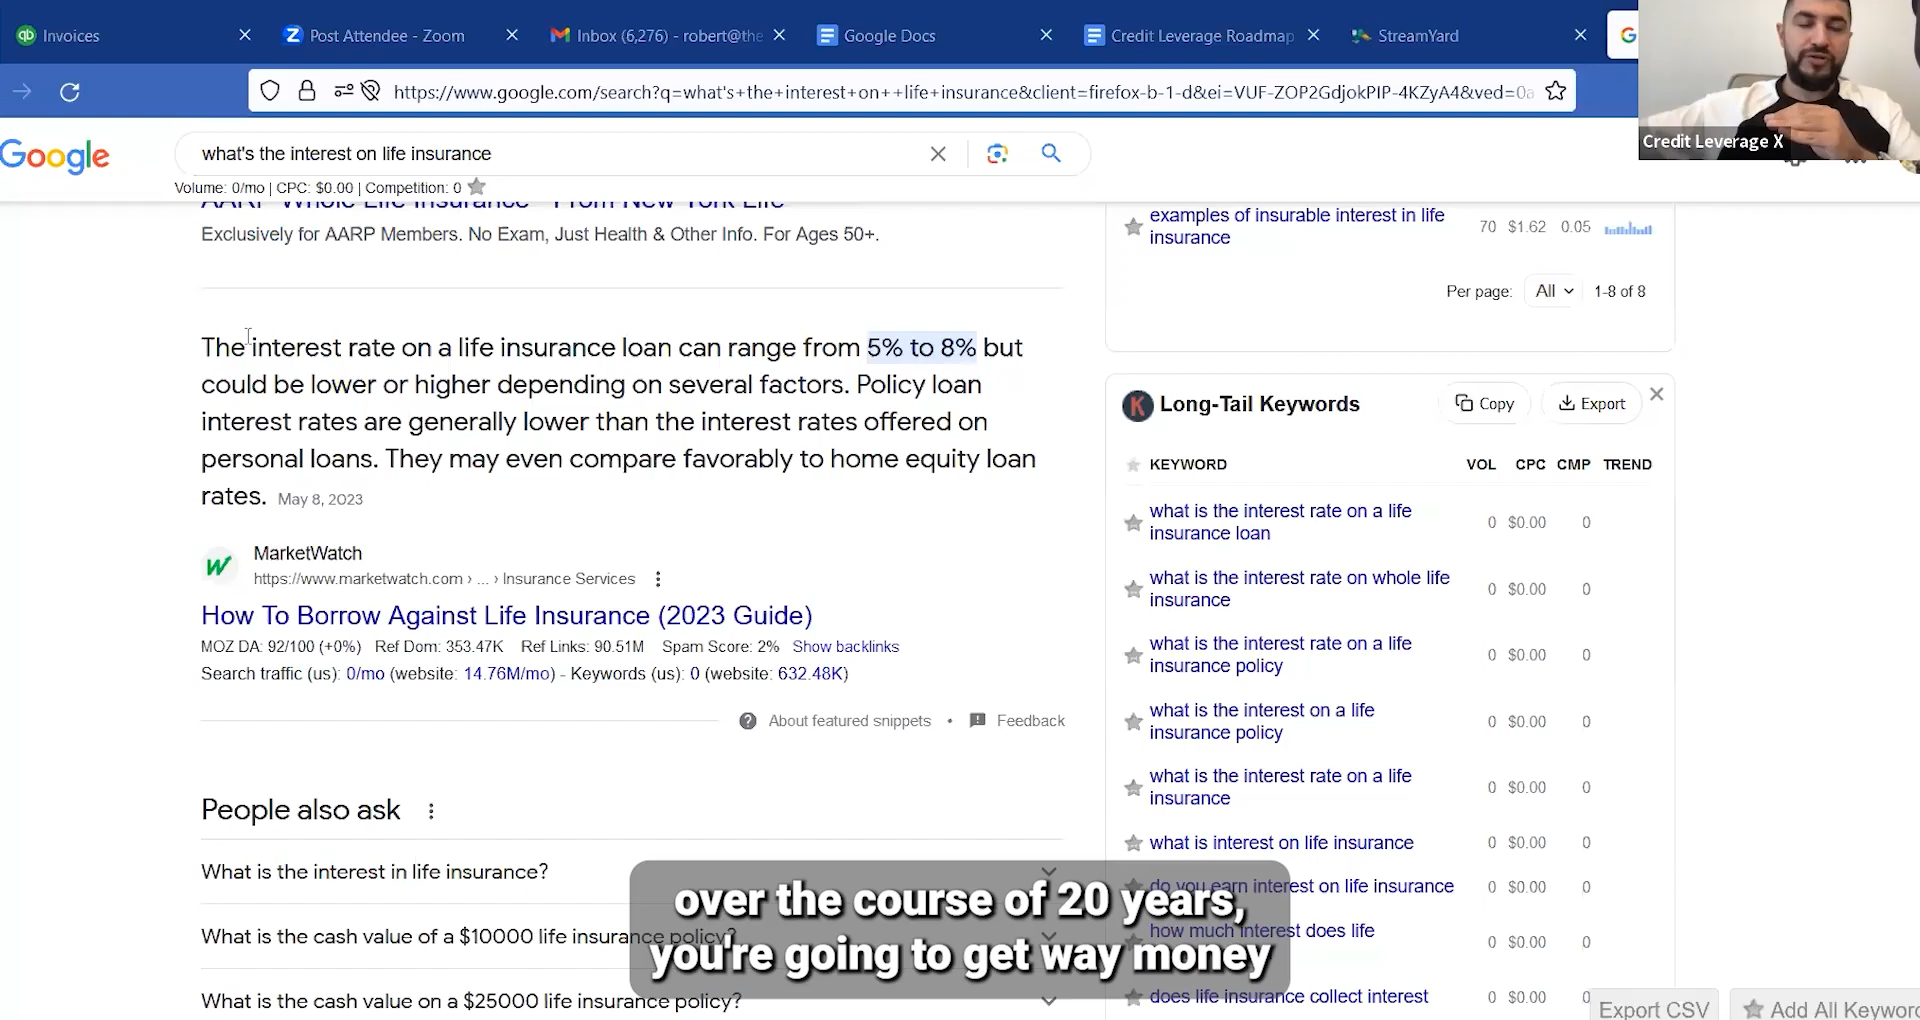 Invoices
Post Attendee - Zoom
Inbox (6,276) - robert@the
Google Docs
Credit Leverage Roadmap
StreamYard
https://www.google.com/search?q=what's+the+interest+on++life+insurance&client=firefox-b-1-d&ei=VUF-ZOP2GdjokPIP-4KZyA4&ved=0a
Credit Leverage X
Google
what's the interest on life insurance
Volume: 0/mo | CPC: $0.00 | Competition: 0
AARP Whole Life Insurance - From New York Life
Exclusively for AARP Members. No Exam, Just Health & Other Info. For Ages 50+.
The interest rate on a life insurance loan can range from 5% to 8% but
could be lower or higher depending on several factors. Policy loan
interest rates are generally lower than the interest rates offered on
personal loans. They may even compare favorably to home equity loan
rates. May 8, 2023
MarketWatch
https://www.marketwatch.com › ... › Insurance Services
How To Borrow Against Life Insurance (2023 Guide)
MOZ DA: 92/100 (+0%) Ref Dom: 353.47K Ref Links: 90.51M Spam Score: 2% Show backlinks
Search traffic (us): 0/mo (website: 14.76M/mo) - Keywords (us): 0 (website: 632.48K)
About featured snippets • Feedback
People also ask
What is the interest in life insurance?
What is the cash value of a $10000 life insurance policy?
What is the cash value on a $25000 life insurance policy?
examples of insurable interest in life
insurance 70 $1.62 0.05
Per page: All 1-8 of 8
K Long-Tail Keywords Copy Export
KEYWORD VOL CPC CMP TREND
what is the interest rate on a life
insurance loan 0 $0.00 0
what is the interest rate on whole life
insurance 0 $0.00 0
what is the interest rate on a life
insurance policy 0 $0.00 0
what is the interest on a life
insurance policy 0 $0.00 0
what is the interest rate on a life
insurance 0 $0.00 0
what is interest on life insurance 0 $0.00 0
do you earn interest on life insurance 0 $0.00 0
how much interest does life
0 $0.00 0
does life insurance collect interest 0 $0.00 0
Export CSV
Add All Keywor
over the course of 20 years,
you're going to get way money